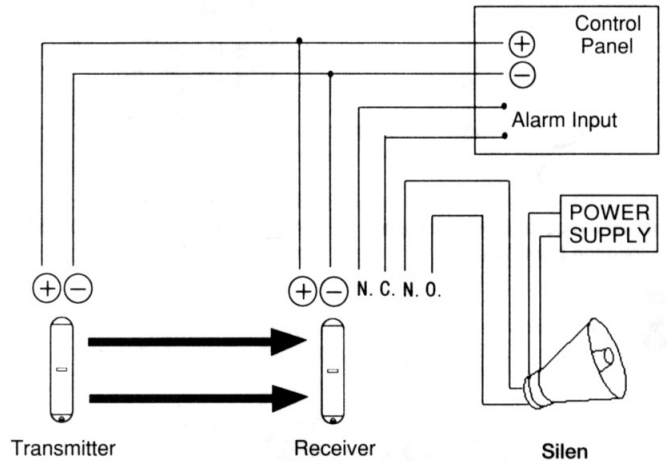 Control
Panel
+
−
Alarm Input
POWER
SUPPLY
+ − + − N. C. N. O.
Transmitter Receiver Silen